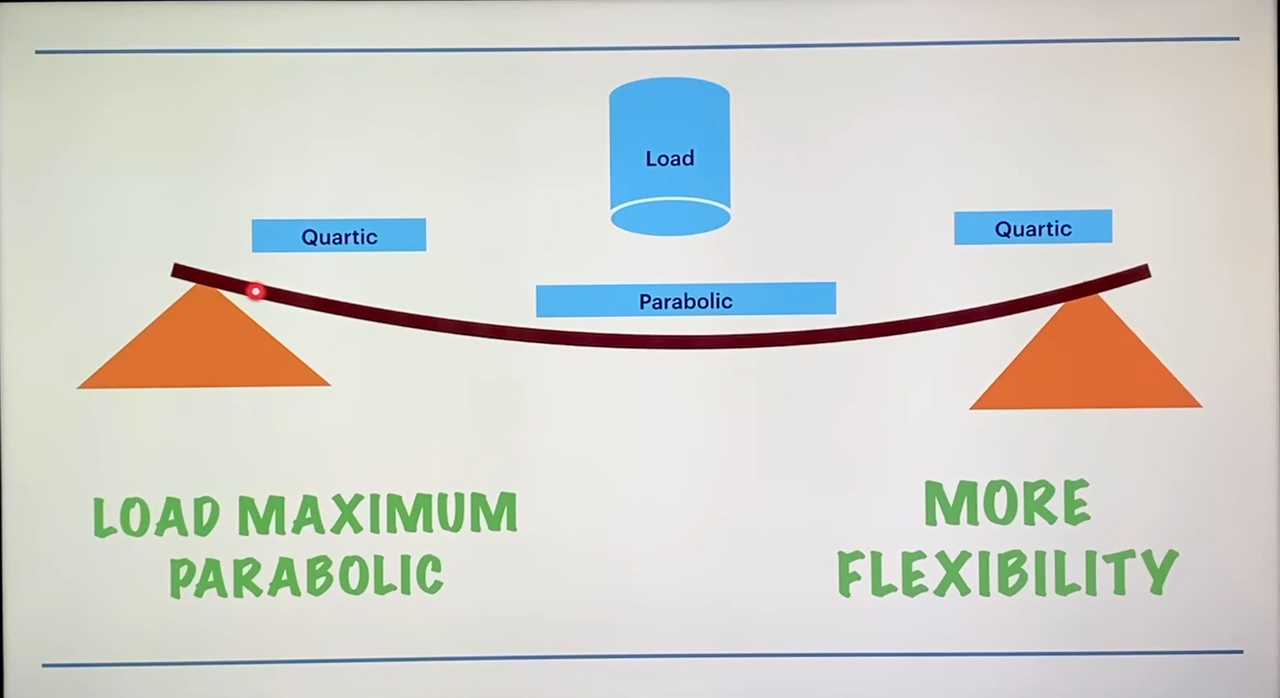 Load
Quartic
Quartic
Parabolic
LOAD MAXIMUM
PARABOLIC
MORE
FLEXIBILITY